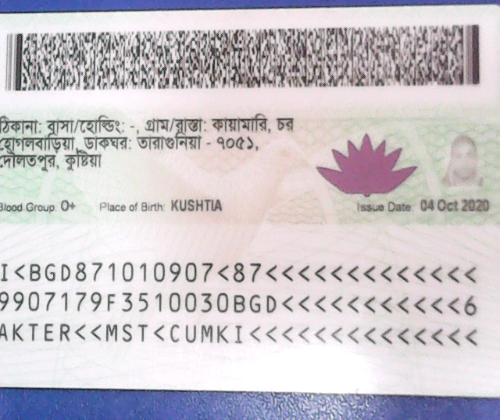 ঠিকানা: বাসা/হোল্ডিং: -, গ্রাম/রাস্তা: কায়ামারি, চর
হোগলবাড়িয়া, ডাকঘর: তারাগুনিয়া - ৭০৫১,
দৌলতপুর, কুষ্টিয়া
Blood Group: O+ Place of Birth: KUSHTIA Issue Date: 04 Oct 2020
I<BGD871010907<87<<<<<<<<<<<<<
9907179F3510030BGD<<<<<<<<<<<6
AKTER<<MST<CUMKI<<<<<<<<<<<<<<